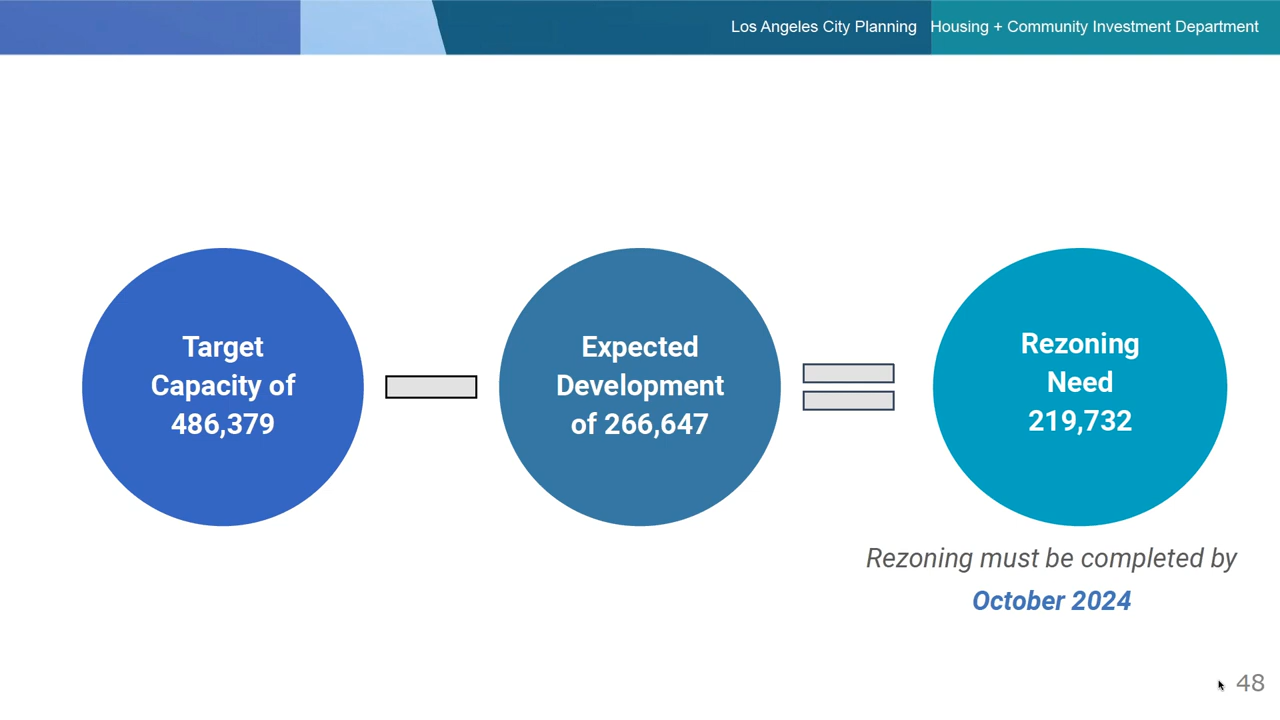 Los Angeles City Planning Housing + Community Investment Department
Target
Capacity of
486,379
Expected
Development
of 266,647
Rezoning
Need
219,732
Rezoning must be completed by
October 2024
48